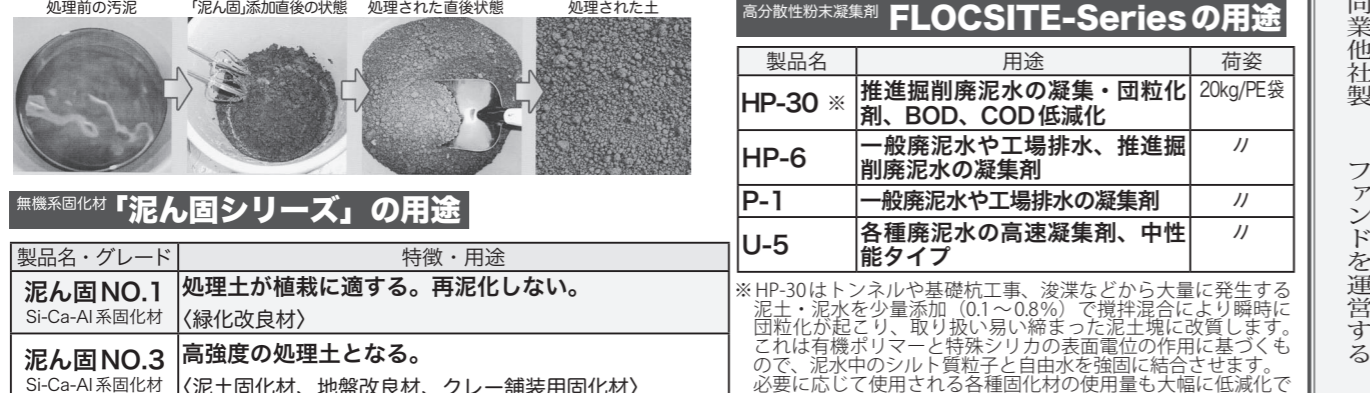 処理前の汚泥
「泥ん固」添加直後の状態
処理された直後状態
処理された土
無機系固化材「泥ん固シリーズ」の用途
製品名・グレード 特徴・用途
泥ん固NO.1 処理土が植栽に適する。再泥化しない。
Si-Ca-Al系固化材 〈緑化改良材〉
泥ん固NO.3 高強度の処理土となる。
Si-Ca-Al系固化材 〈泥土固化材、地盤改良材、クレー舗装用固化材〉
高分散性粉末凝集剤 FLOCSITE-Seriesの用途
製品名 用途 荷姿
HP-30 ※ 推進掘削廃泥水の凝集・団粒化 20kg/PE袋
剤、BOD、COD低減化
HP-6 一般廃泥水や工場排水、推進掘 〃
削廃泥水の凝集剤
P-1 一般廃泥水や工場排水の凝集剤 〃
U-5 各種廃泥水の高速凝集剤、中性 〃
能タイプ
※HP-30はトンネルや基礎杭工事、浚渫などから大量に発生する
泥土・泥水を少量添加（0.1～0.8%）で撹拌混合により瞬時に
団粒化が起こり、取り扱い易い締まった泥土塊に改質します。
これは有機ポリマーと特殊シリカの表面電位の作用に基づくも
ので、泥水中のシルト質粒子と自由水を強固に結合させます。
必要に応じて使用される各種固化材の使用量も大幅に低減化で
同業他社製
ファンドを運営する